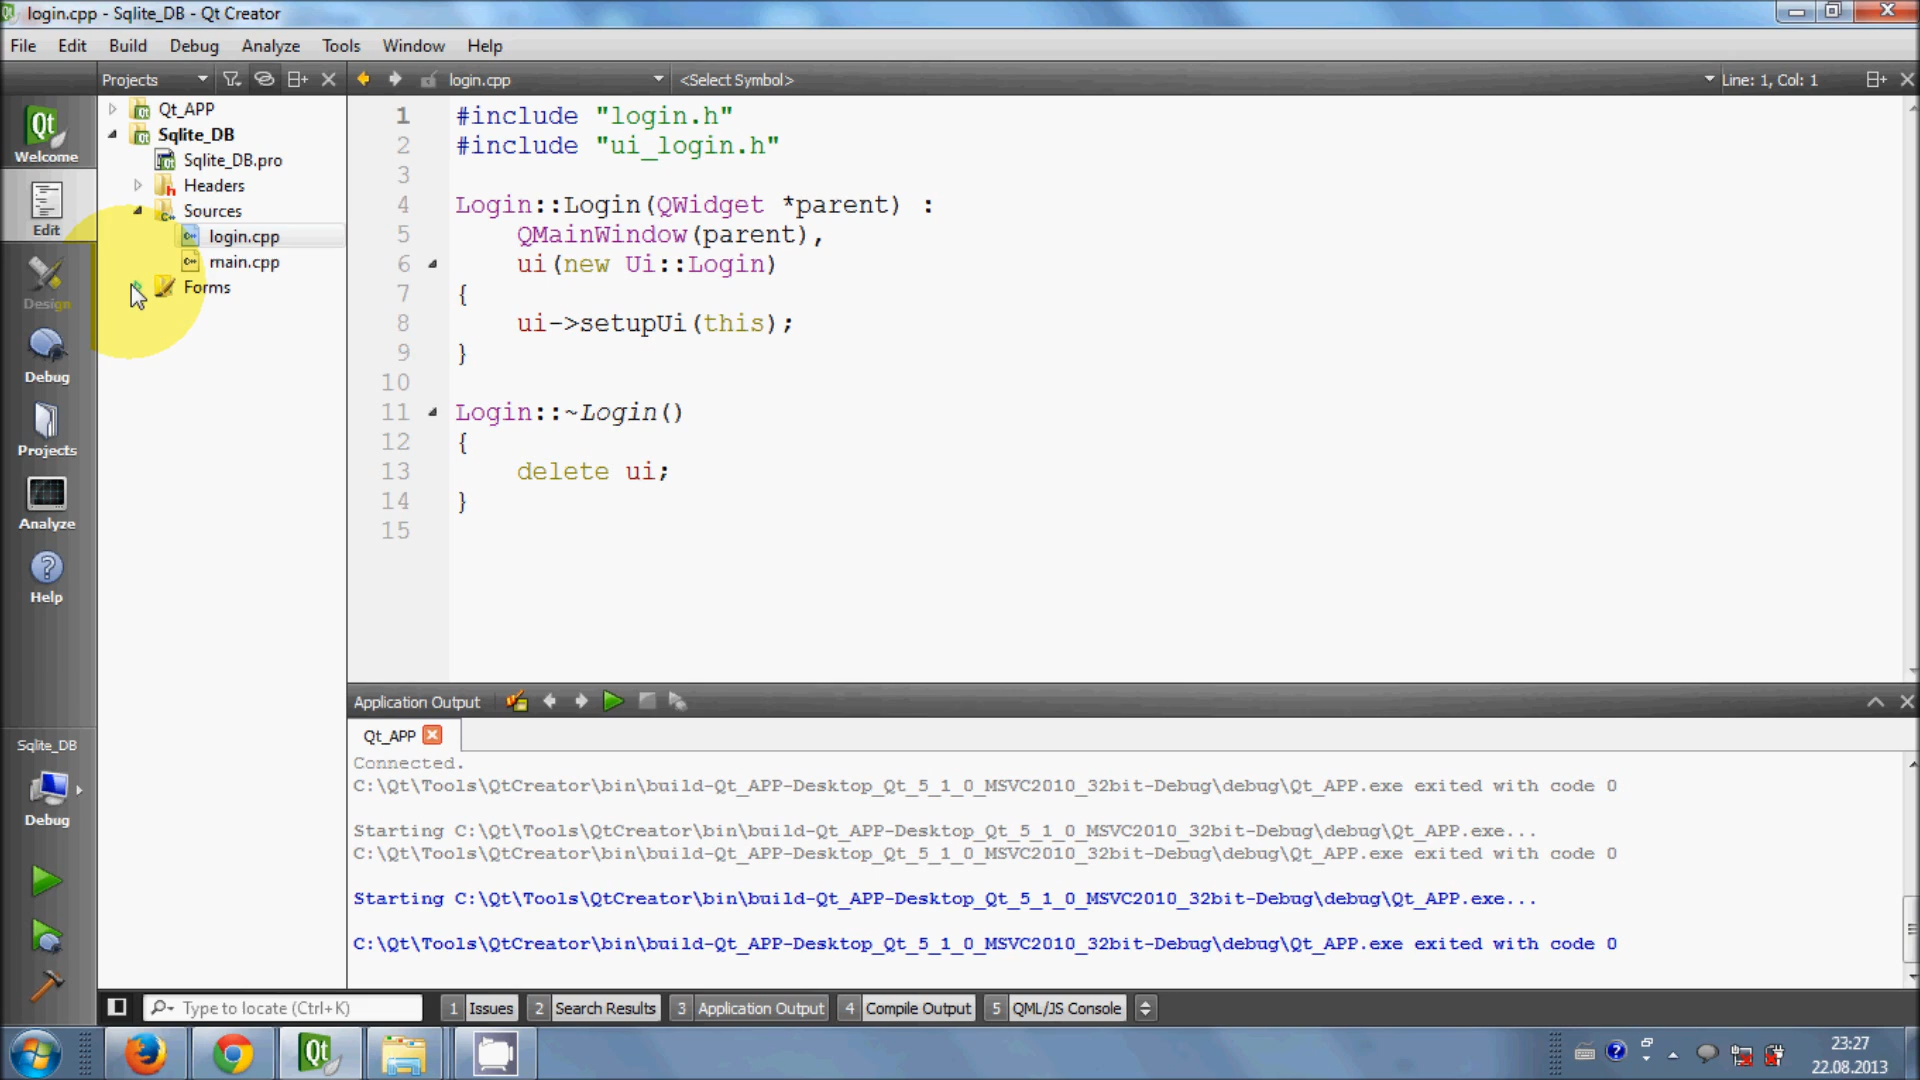 login.cpp - Sqlite_DB - Qt Creator
File Edit Build Debug Analyze Tools Window Help
Projects login.cpp <Select Symbol> Line: 1, Col: 1
Qt_APP
Sqlite_DB
Sqlite_DB.pro
Headers
Sources
login.cpp
main.cpp
Forms
Welcome
Edit
Design
Debug
Projects
Analyze
Help
Sqlite_DB
Debug
1 #include "login.h"
2 #include "ui_login.h"
3
4 Login::Login(QWidget *parent) :
5     QMainWindow(parent),
6     ui(new Ui::Login)
7 {
8     ui->setupUi(this);
9 }
10
11 Login::~Login()
12 {
13     delete ui;
14 }
15
Application Output
Qt_APP
Connected.
C:\Qt\Tools\QtCreator\bin\build-Qt_APP-Desktop_Qt_5_1_0_MSVC2010_32bit-Debug\debug\Qt_APP.exe exited with code 0
Starting C:\Qt\Tools\QtCreator\bin\build-Qt_APP-Desktop_Qt_5_1_0_MSVC2010_32bit-Debug\debug\Qt_APP.exe...
C:\Qt\Tools\QtCreator\bin\build-Qt_APP-Desktop_Qt_5_1_0_MSVC2010_32bit-Debug\debug\Qt_APP.exe exited with code 0
Starting C:\Qt\Tools\QtCreator\bin\build-Qt_APP-Desktop_Qt_5_1_0_MSVC2010_32bit-Debug\debug\Qt_APP.exe...
C:\Qt\Tools\QtCreator\bin\build-Qt_APP-Desktop_Qt_5_1_0_MSVC2010_32bit-Debug\debug\Qt_APP.exe exited with code 0
Type to locate (Ctrl+K) 1 Issues 2 Search Results 3 Application Output 4 Compile Output 5 QML/JS Console
23:27
22.08.2013